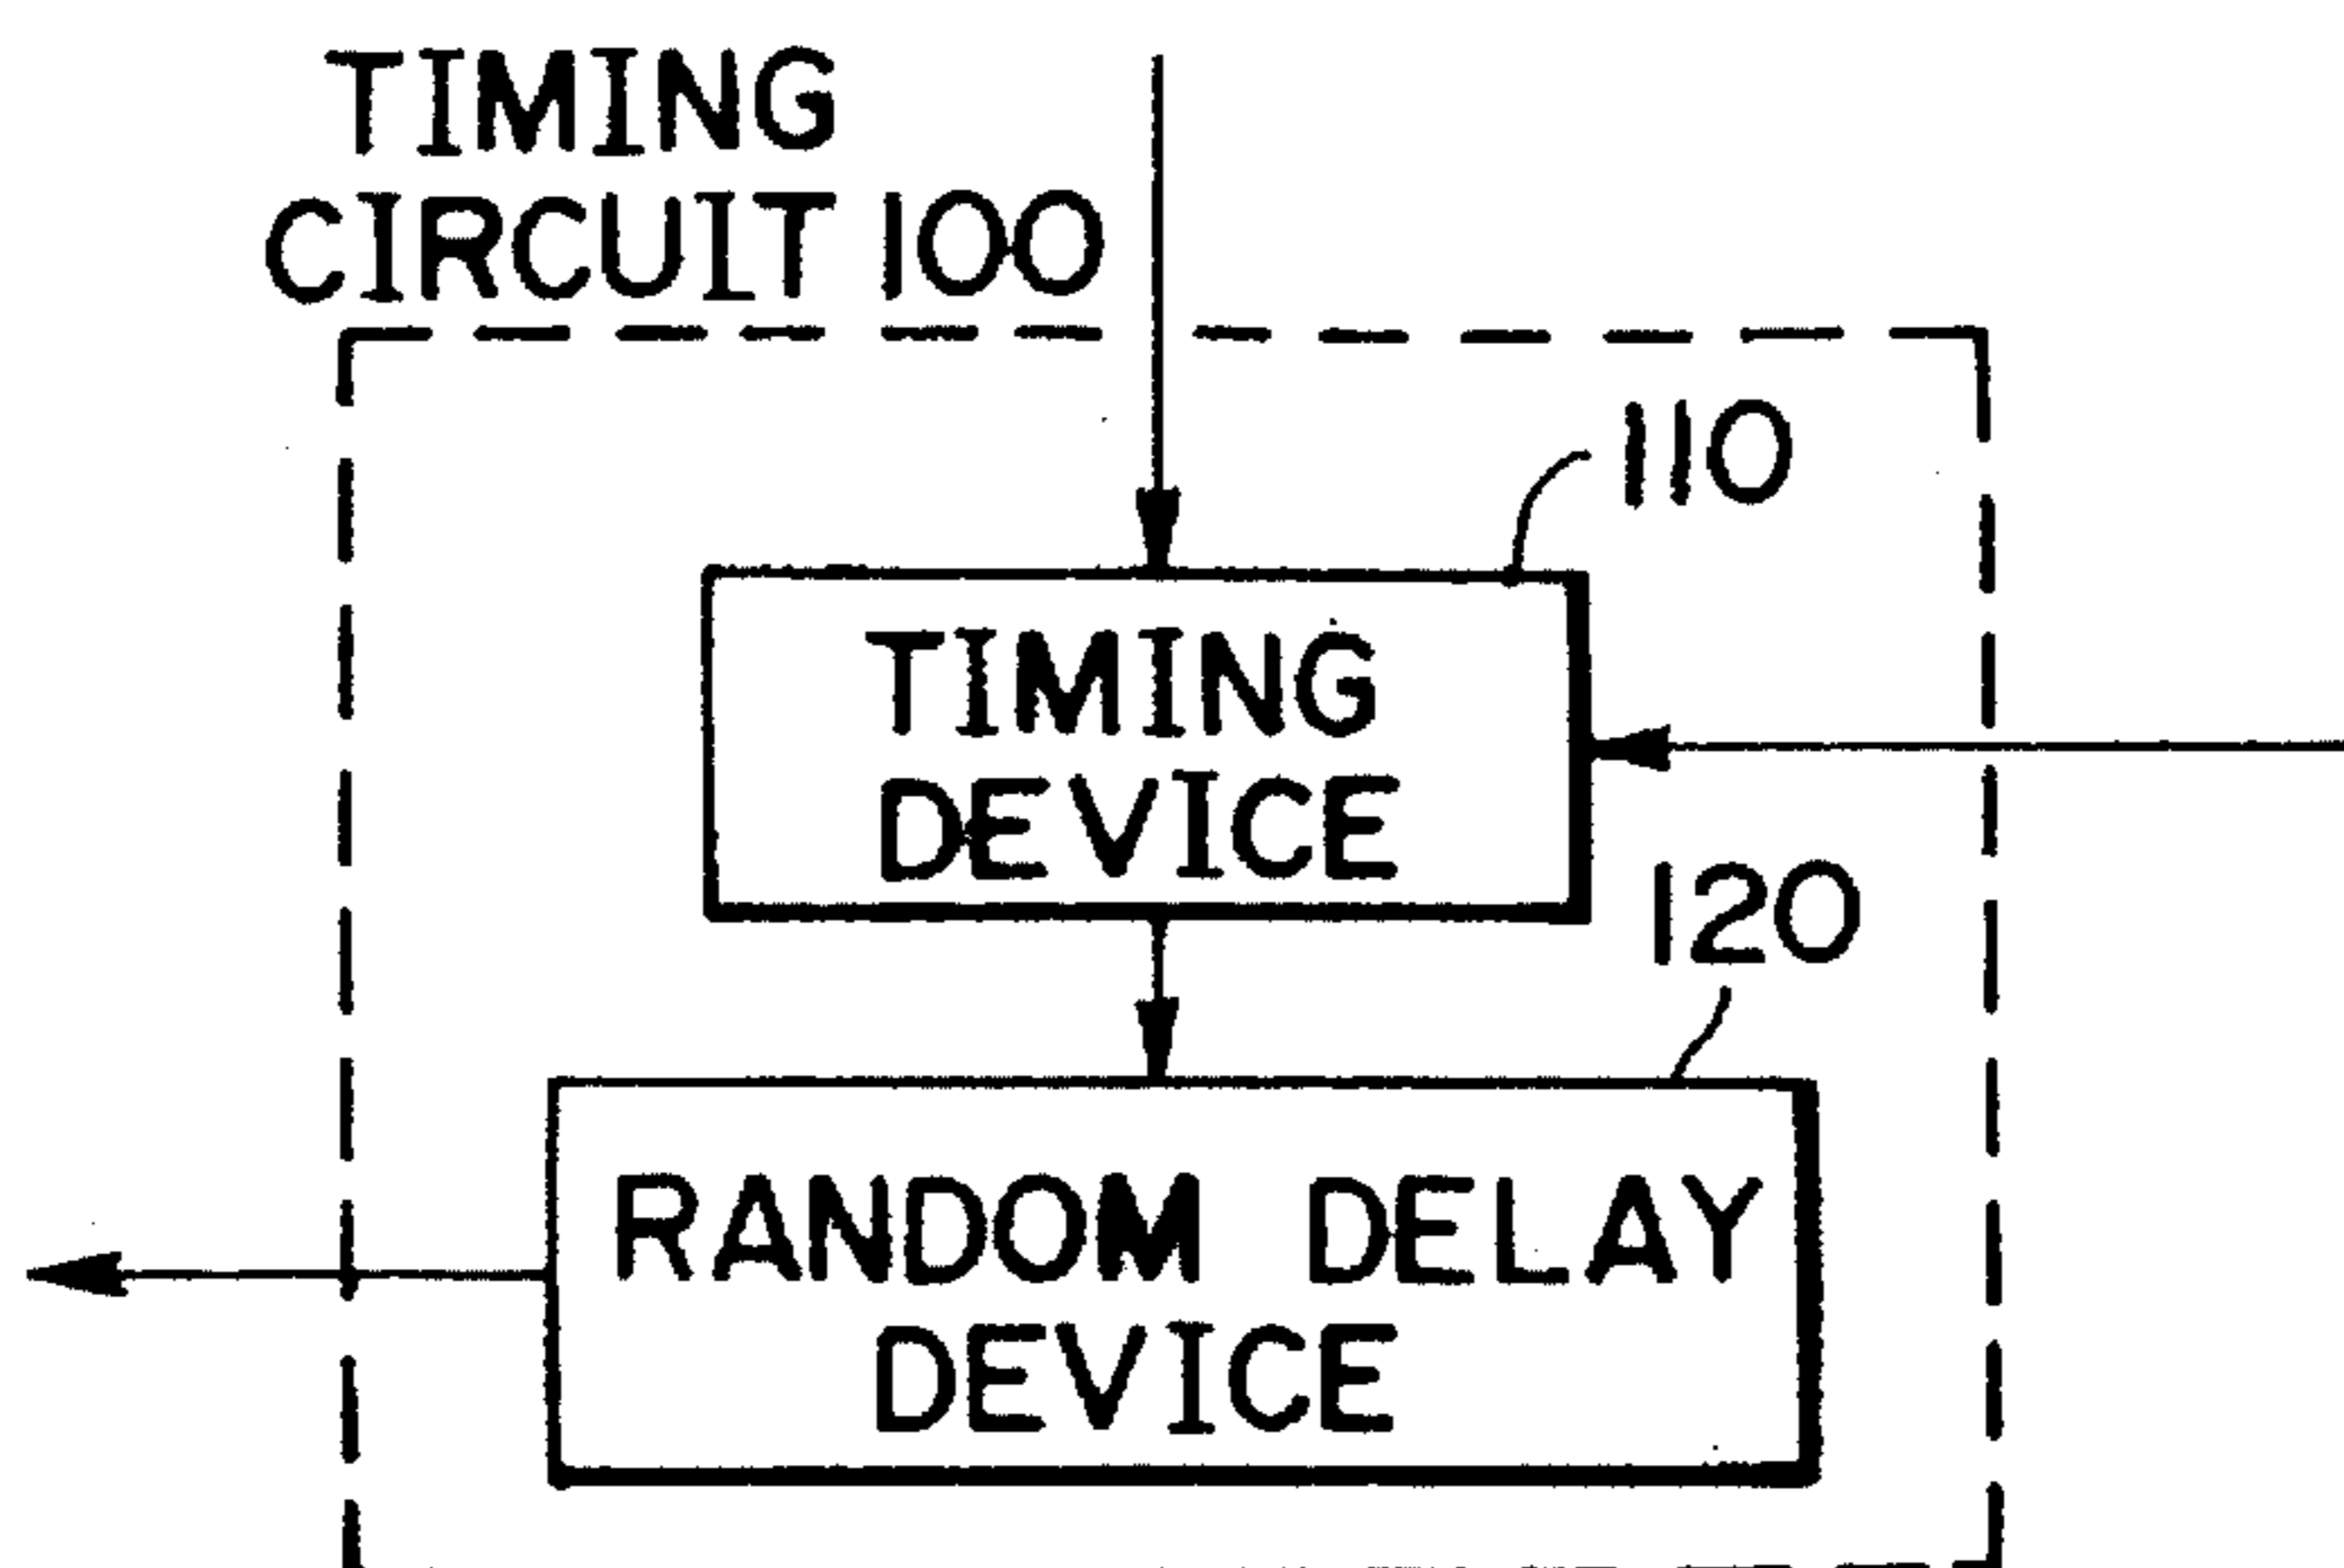 TIMING
CIRCUIT 100
110
TIMING
DEVICE
120
RANDOM DELAY
DEVICE